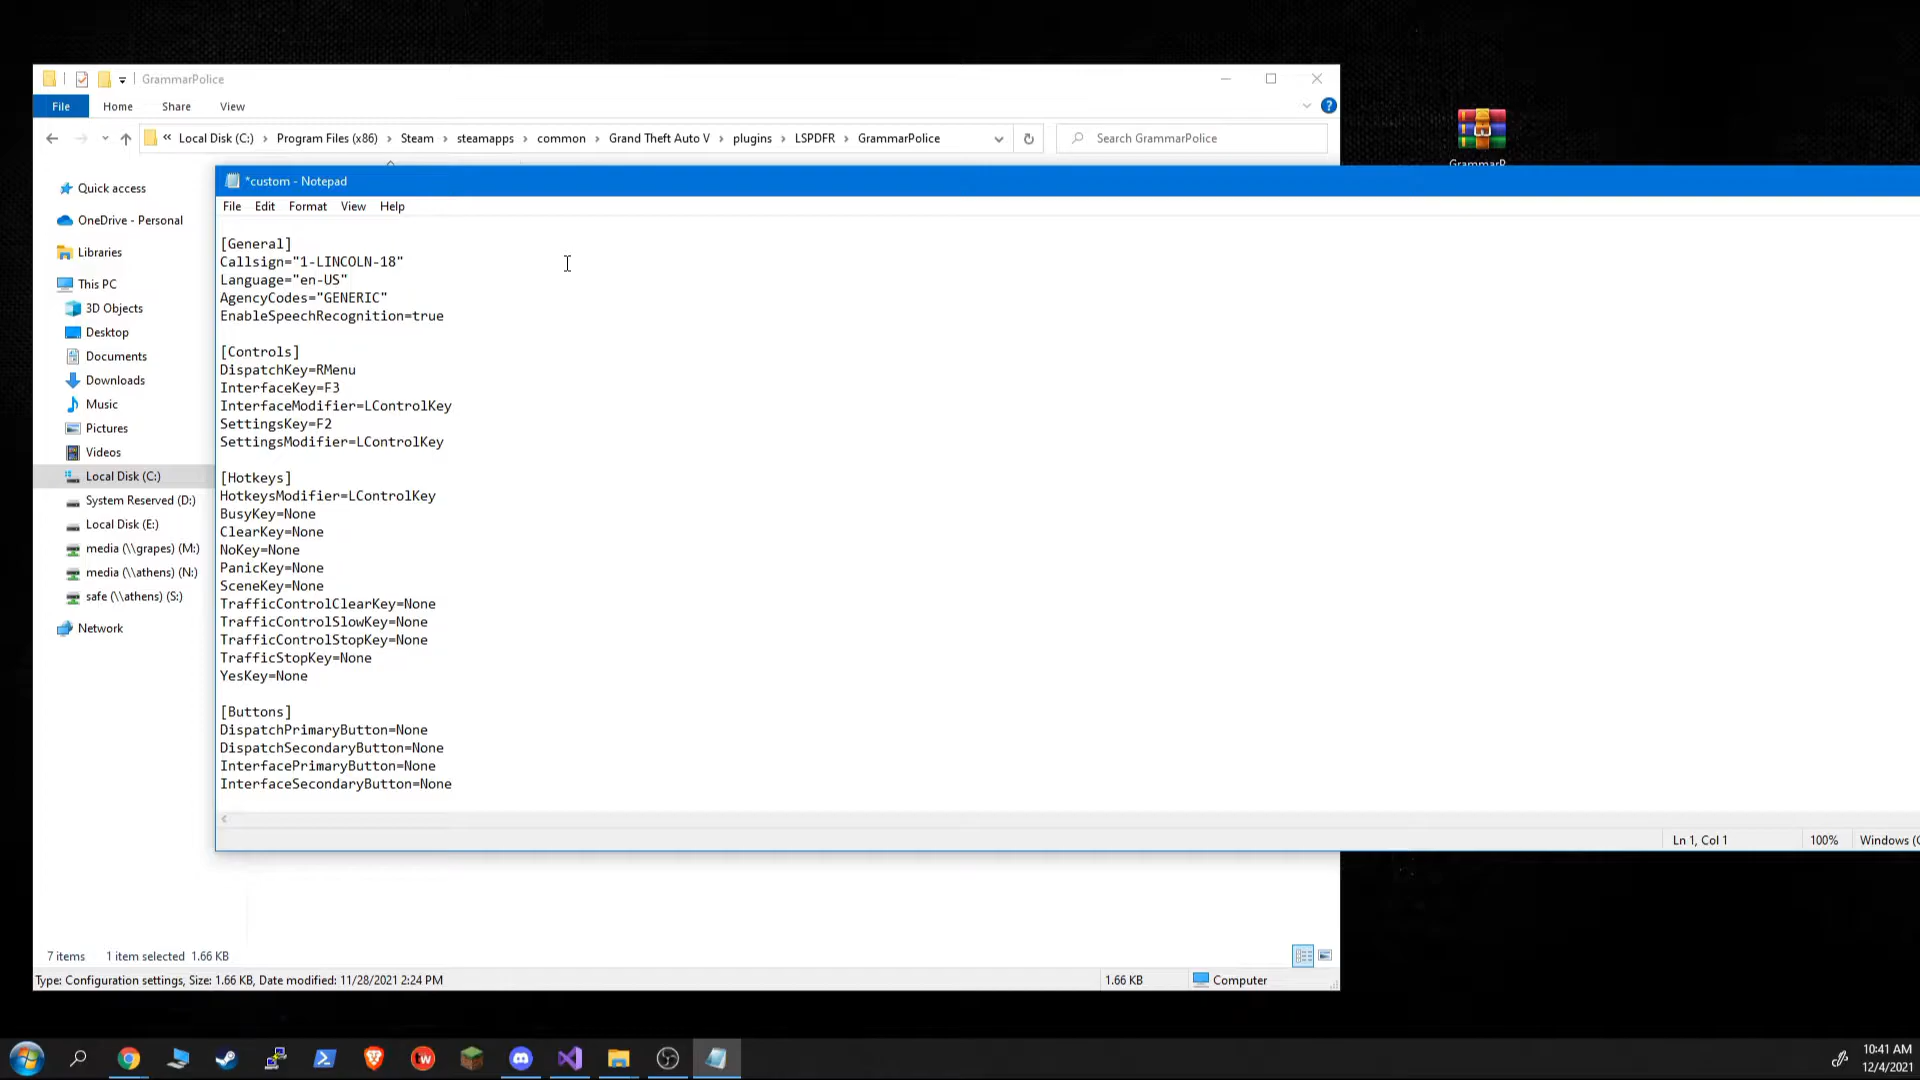 GrammarPolice
File Home Share View
« Local Disk (C:) › Program Files (x86) › Steam › steamapps › common › Grand Theft Auto V › plugins › LSPDFR › GrammarPolice
Search GrammarPolice
Quick access
OneDrive - Personal
Libraries
This PC
3D Objects
Desktop
Documents
Downloads
Music
Pictures
Videos
Local Disk (C:)
System Reserved (D:)
Local Disk (E:)
media (\\grapes) (M:)
media (\\athens) (N:)
safe (\\athens) (S:)
Network
*custom - Notepad
File Edit Format View Help
[General]
Callsign="1-LINCOLN-18"
Language="en-US"
AgencyCodes="GENERIC"
EnableSpeechRecognition=true
[Controls]
DispatchKey=RMenu
InterfaceKey=F3
InterfaceModifier=LControlKey
SettingsKey=F2
SettingsModifier=LControlKey
[Hotkeys]
HotkeysModifier=LControlKey
BusyKey=None
ClearKey=None
NoKey=None
PanicKey=None
SceneKey=None
TrafficControlClearKey=None
TrafficControlSlowKey=None
TrafficControlStopKey=None
TrafficStopKey=None
YesKey=None
[Buttons]
DispatchPrimaryButton=None
DispatchSecondaryButton=None
InterfacePrimaryButton=None
InterfaceSecondaryButton=None
Ln 1, Col 1 100% Windows (
7 items 1 item selected 1.66 KB
Type: Configuration settings, Size: 1.66 KB, Date modified: 11/28/2021 2:24 PM
1.66 KB
Computer
10:41 AM
12/4/2021